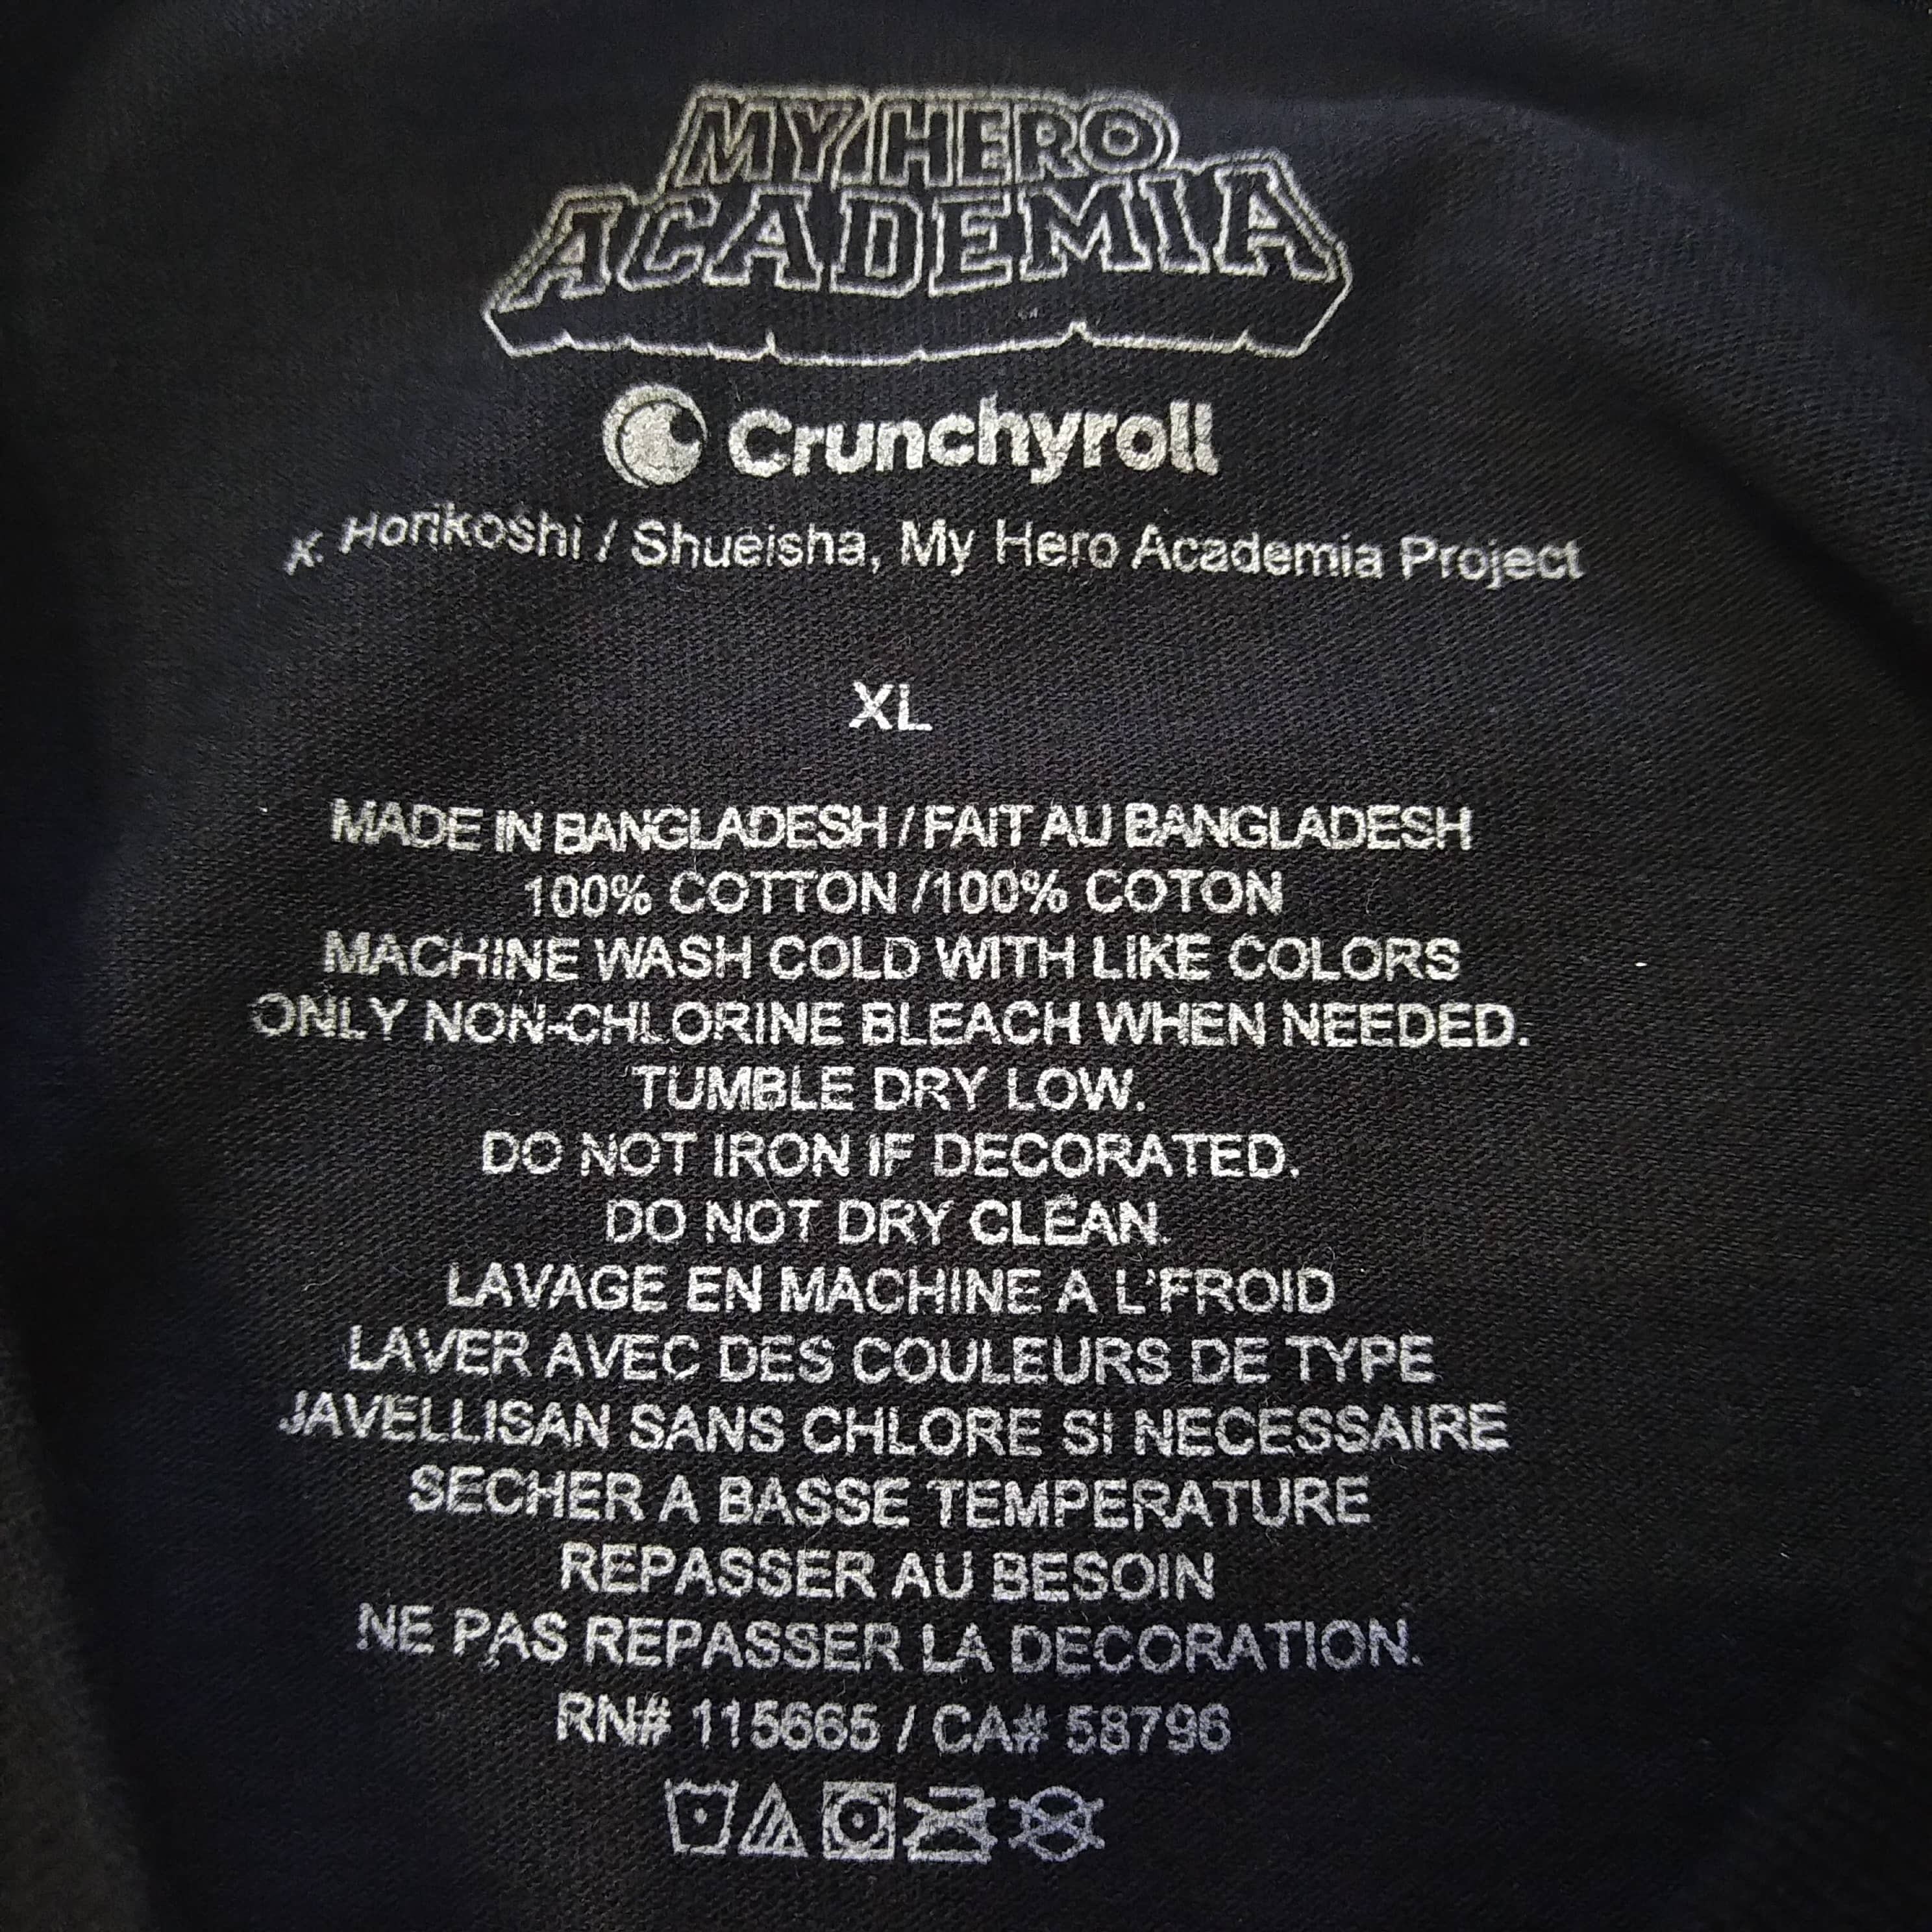 MY HERO
ACADEMIA
Crunchyroll
K. Horikoshi / Shueisha, My Hero Academia Project
XL
MADE IN BANGLADESH / FAIT AU BANGLADESH
100% COTTON /100% COTON
MACHINE WASH COLD WITH LIKE COLORS
ONLY NON-CHLORINE BLEACH WHEN NEEDED.
TUMBLE DRY LOW.
DO NOT IRON IF DECORATED.
DO NOT DRY CLEAN.
LAVAGE EN MACHINE A L'FROID
LAVER AVEC DES COULEURS DE TYPE
JAVELLISAN SANS CHLORE SI NECESSAIRE
SECHER A BASSE TEMPERATURE
REPASSER AU BESOIN
NE PAS REPASSER LA DECORATION.
RN# 115665 / CA# 58796